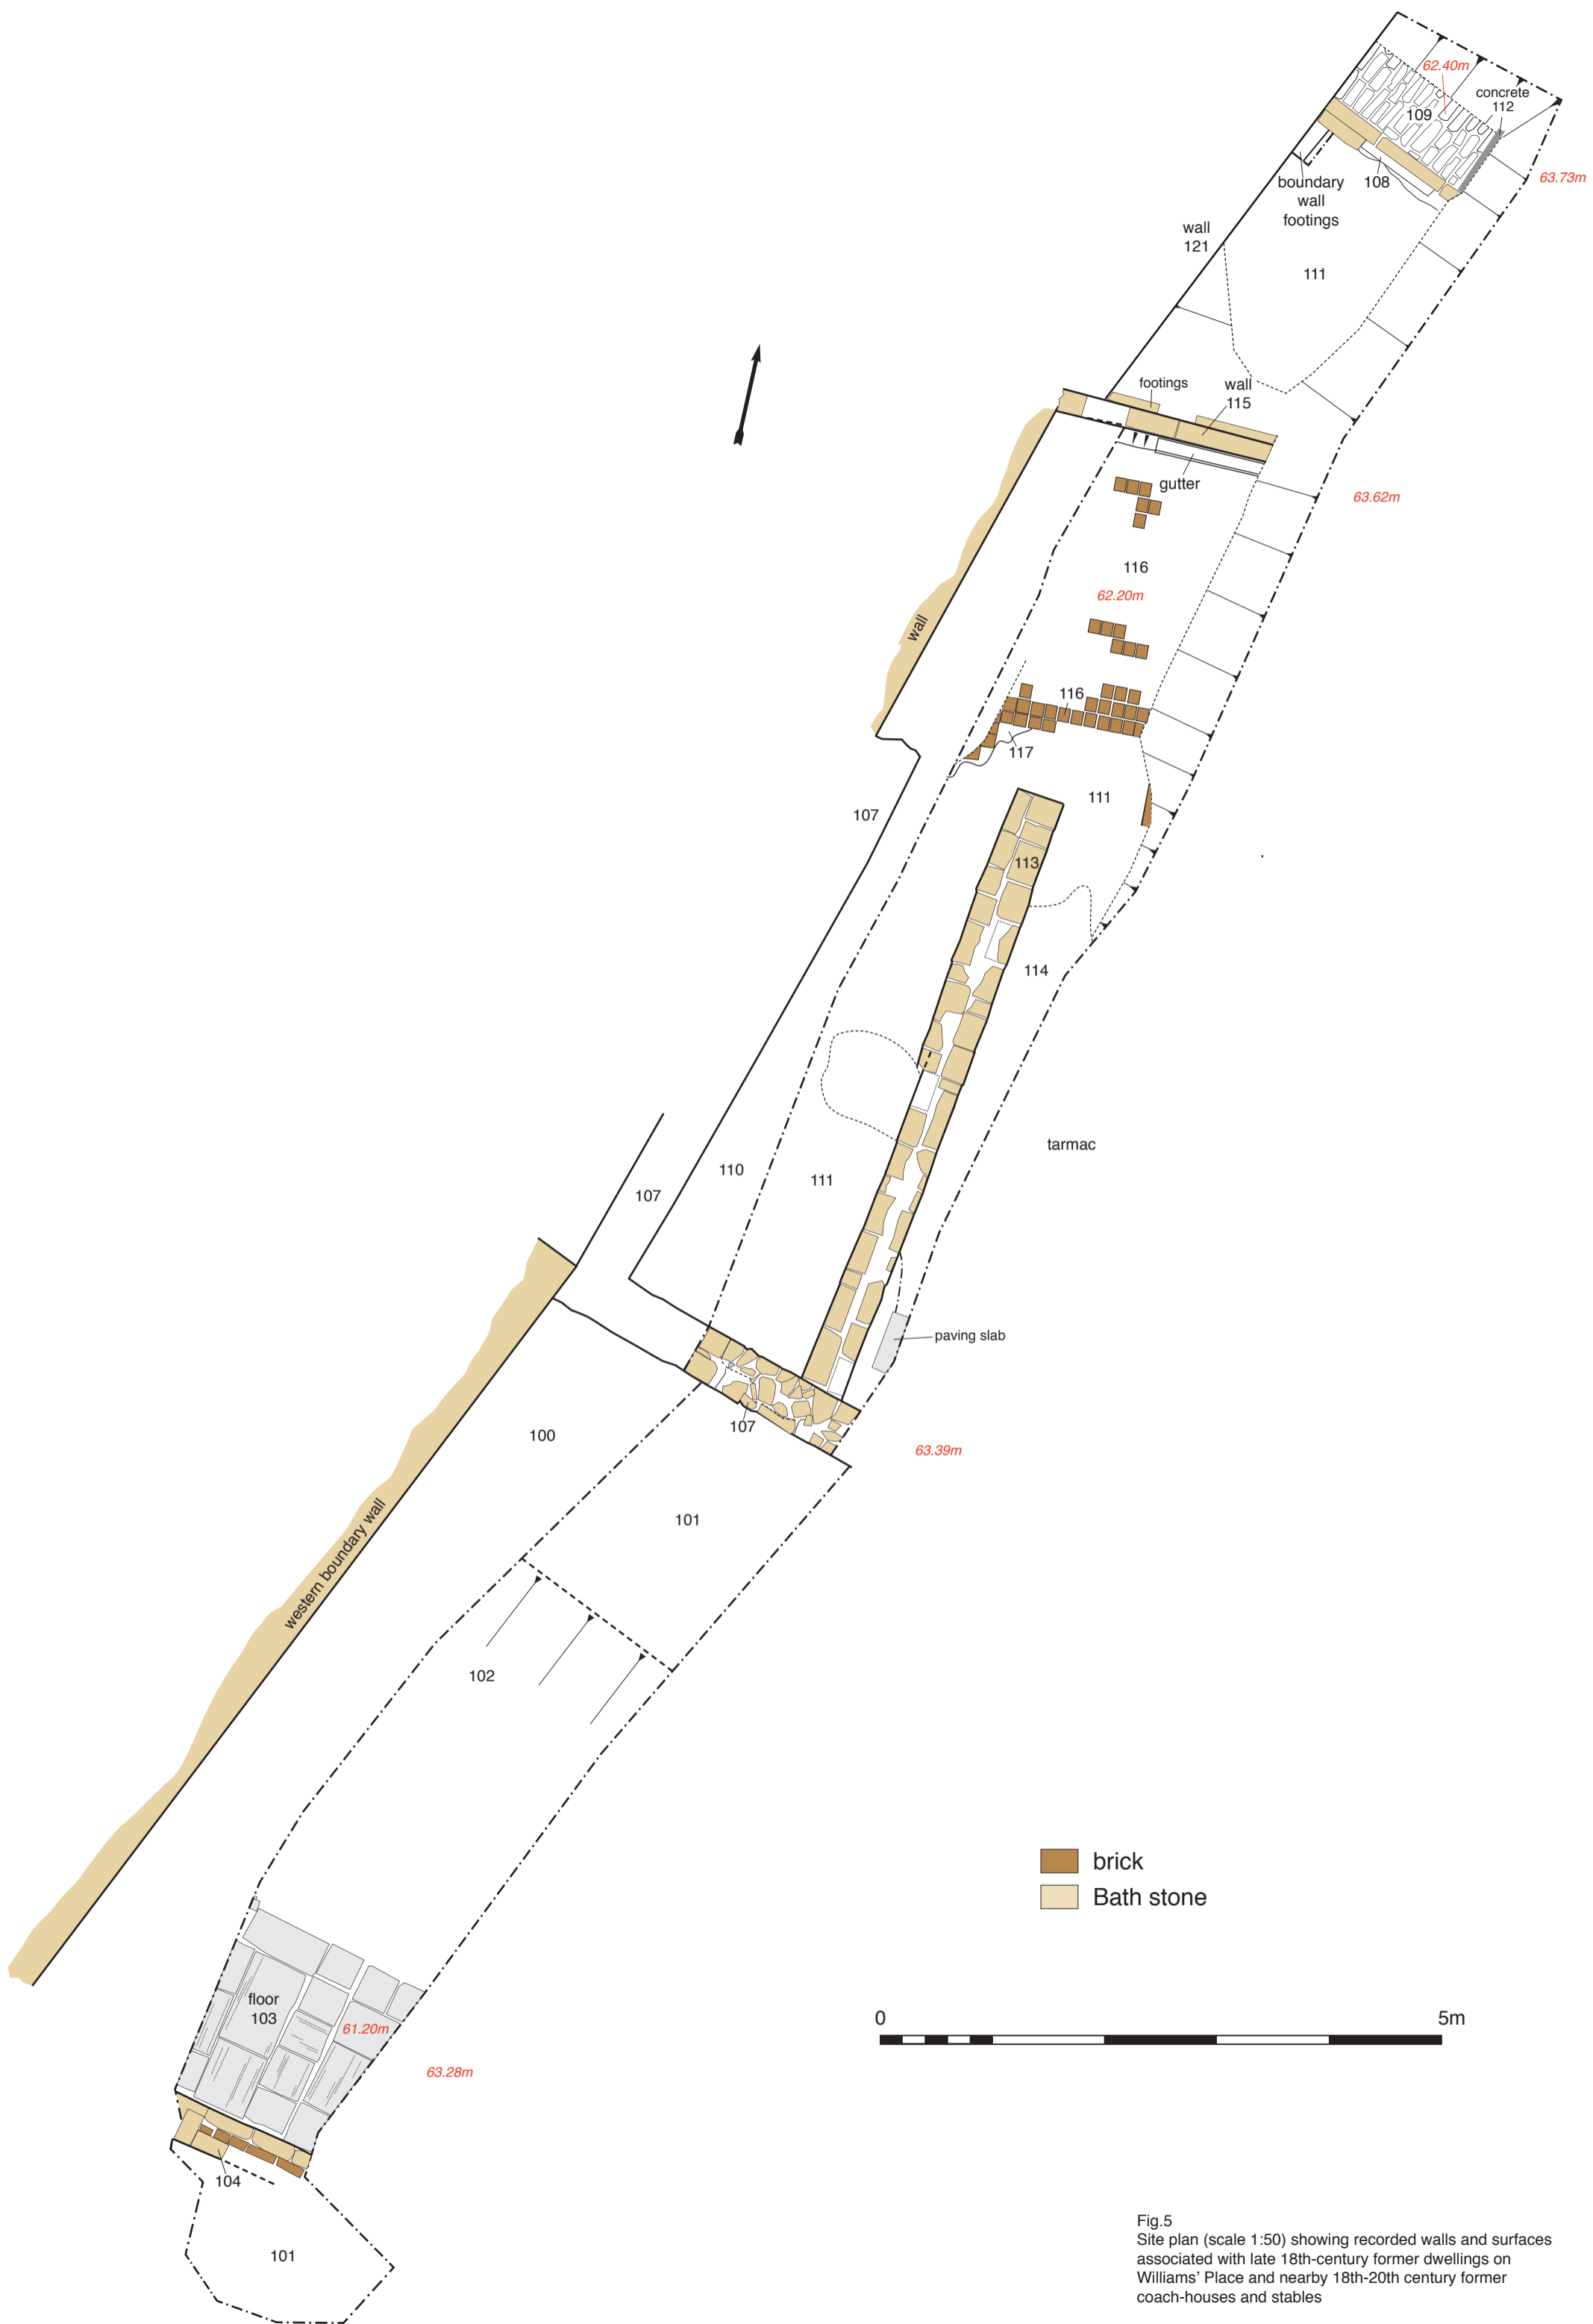 62.40m
concrete
112
109
63.73m
108
boundary
wall
footings
wall
121
111
footings
wall
115
gutter
63.62m
116
62.20m
wall
116
117
111
107
113
114
tarmac
110
111
107
paving slab
107
63.39m
100
101
western boundary wall
102
brick
Bath stone
floor
103
61.20m
0 5m
63.28m
104
101
Fig.5
Site plan (scale 1:50) showing recorded walls and surfaces
associated with late 18th-century former dwellings on
Williams’ Place and nearby 18th-20th century former
coach-houses and stables